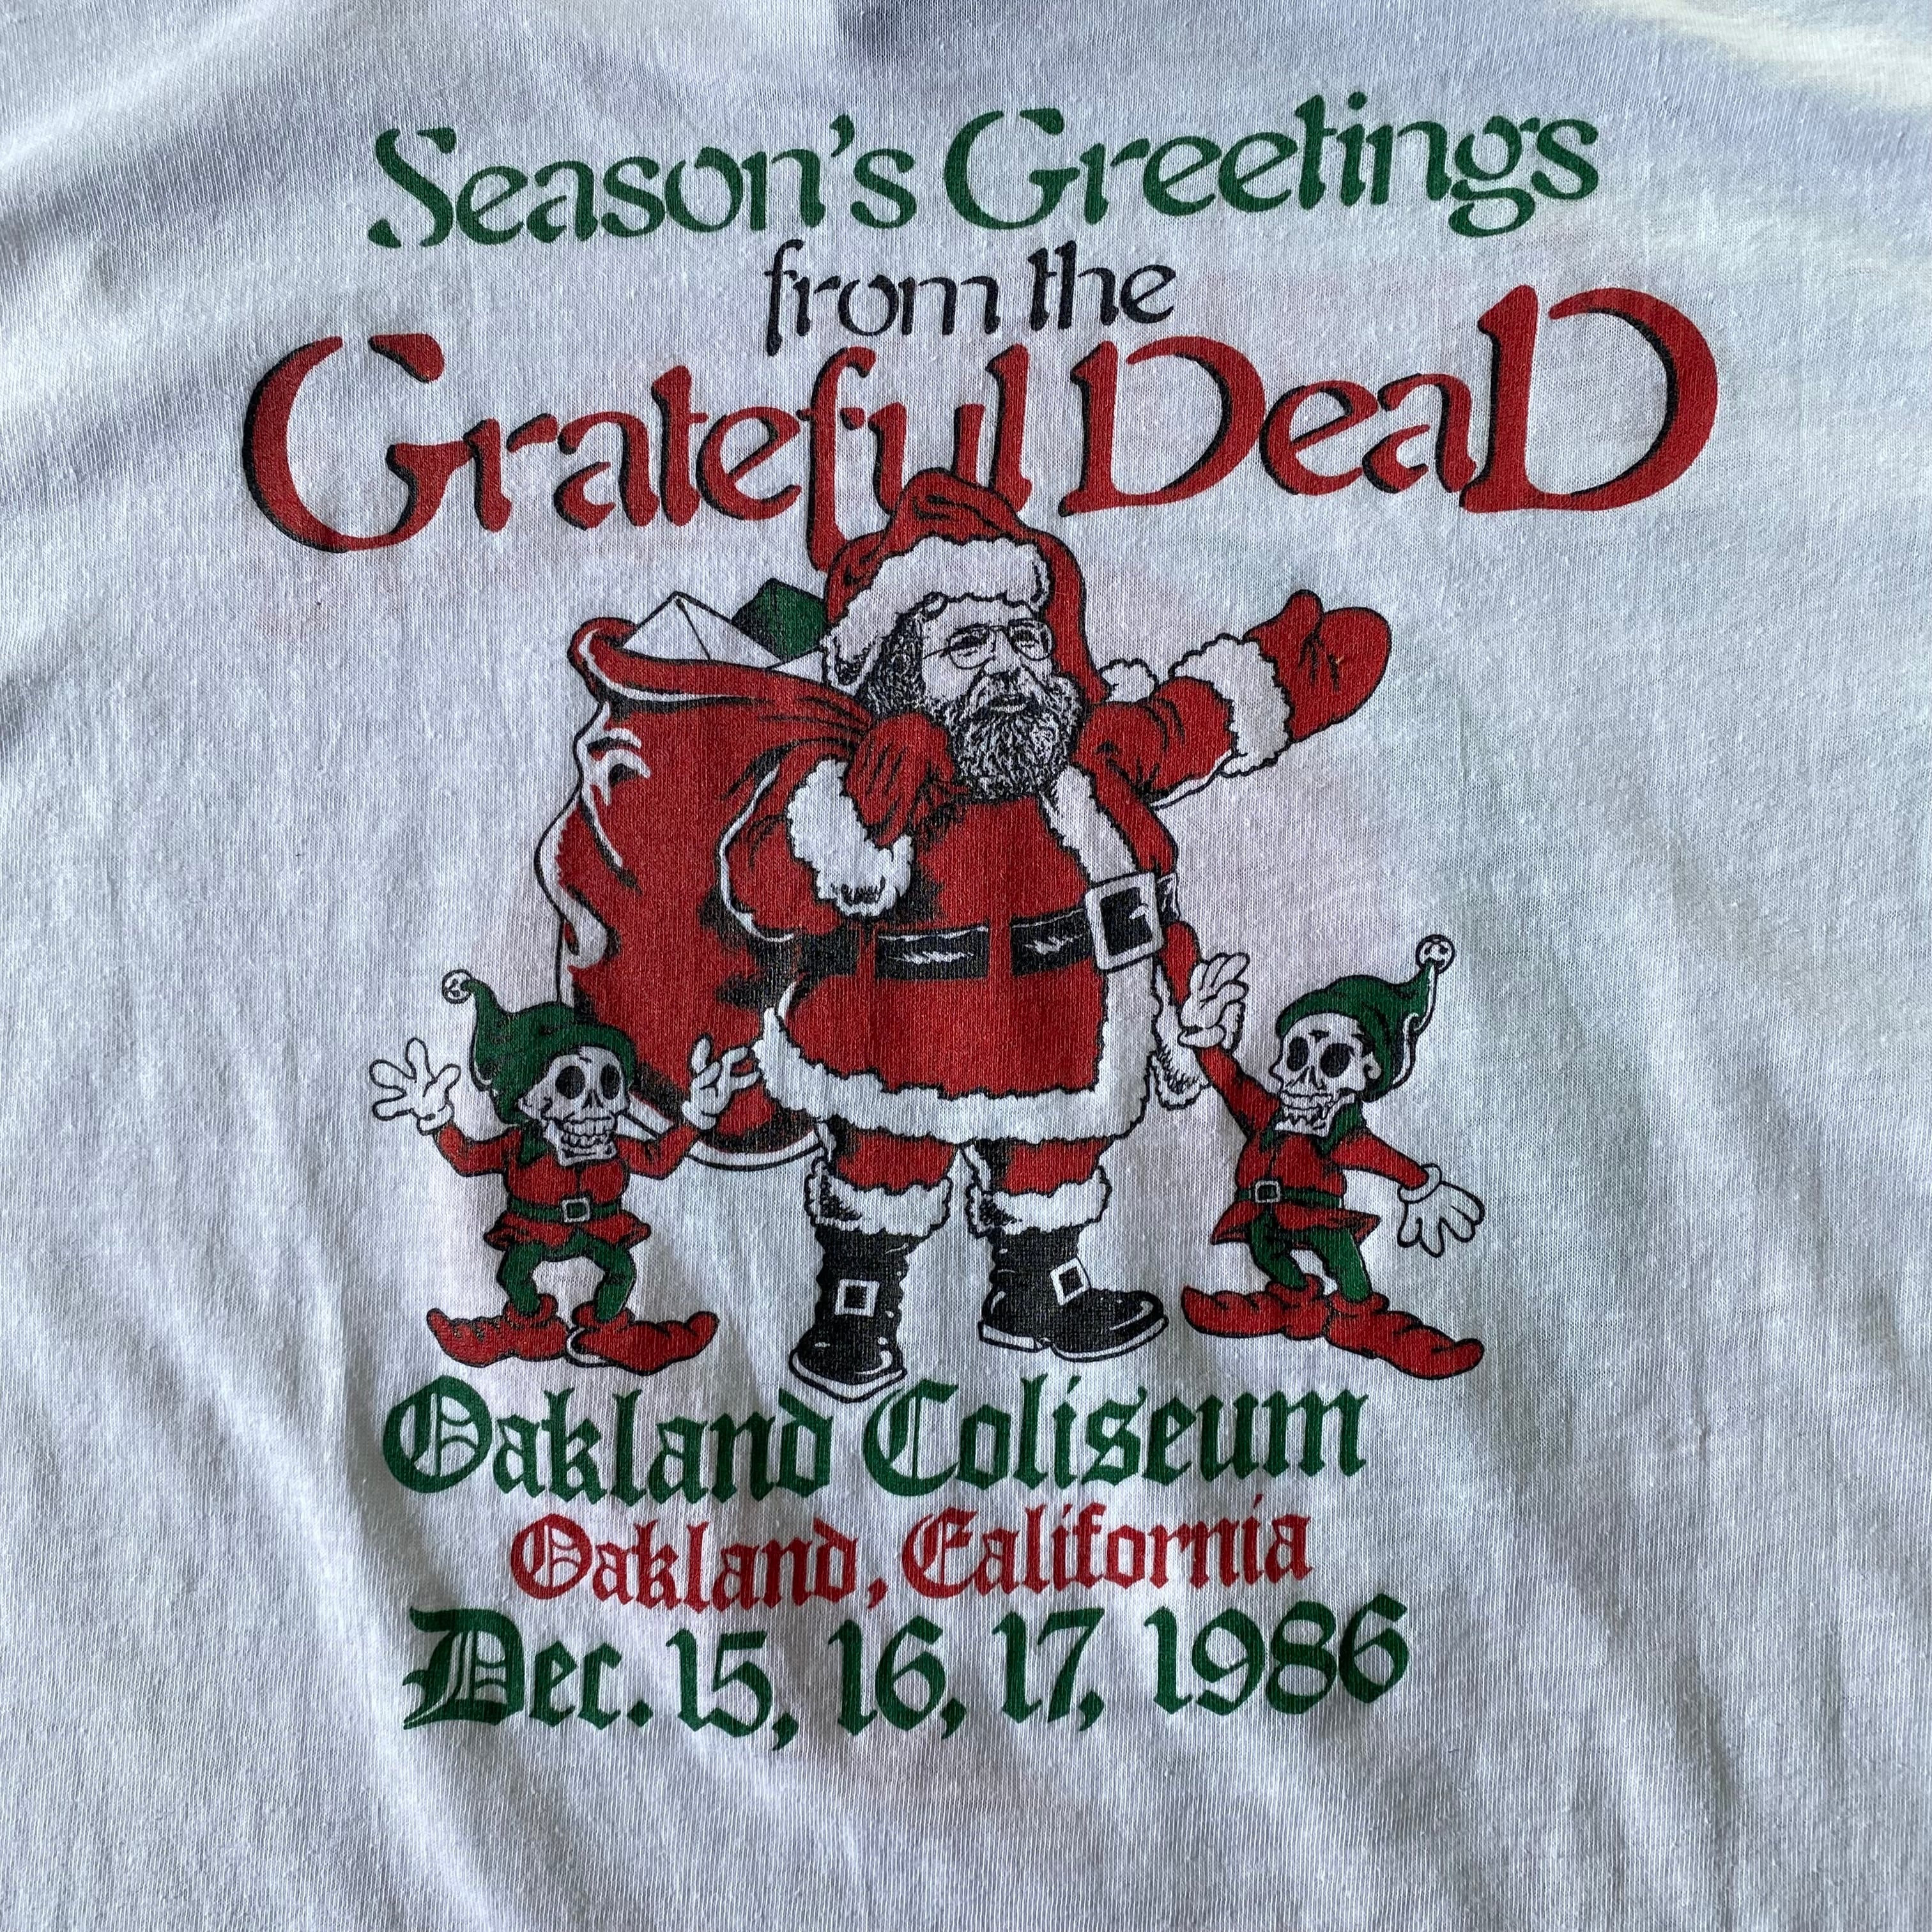 Season's Greetings
from the
Grateful DeaD
Oakland Coliseum
Oakland, California
Dec. 15, 16, 17, 1986